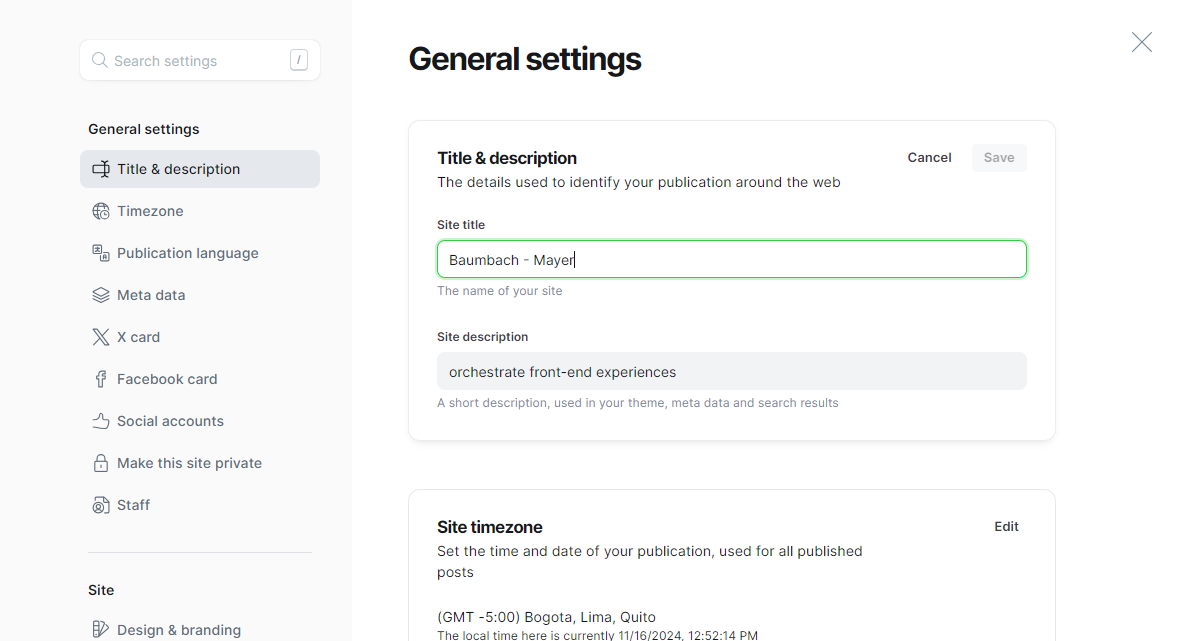 Search settings /
General settings
Title & description
Timezone
Publication language
Meta data
X card
Facebook card
Social accounts
Make this site private
Staff
Site
Design & branding
General settings
Title & description
Cancel
Save
The details used to identify your publication around the web
Site title
Baumbach - Mayer
The name of your site
Site description
orchestrate front-end experiences
A short description, used in your theme, meta data and search results
Site timezone
Edit
Set the time and date of your publication, used for all published
posts
(GMT -5:00) Bogota, Lima, Quito
The local time here is currently 11/16/2024, 12:52:14 PM